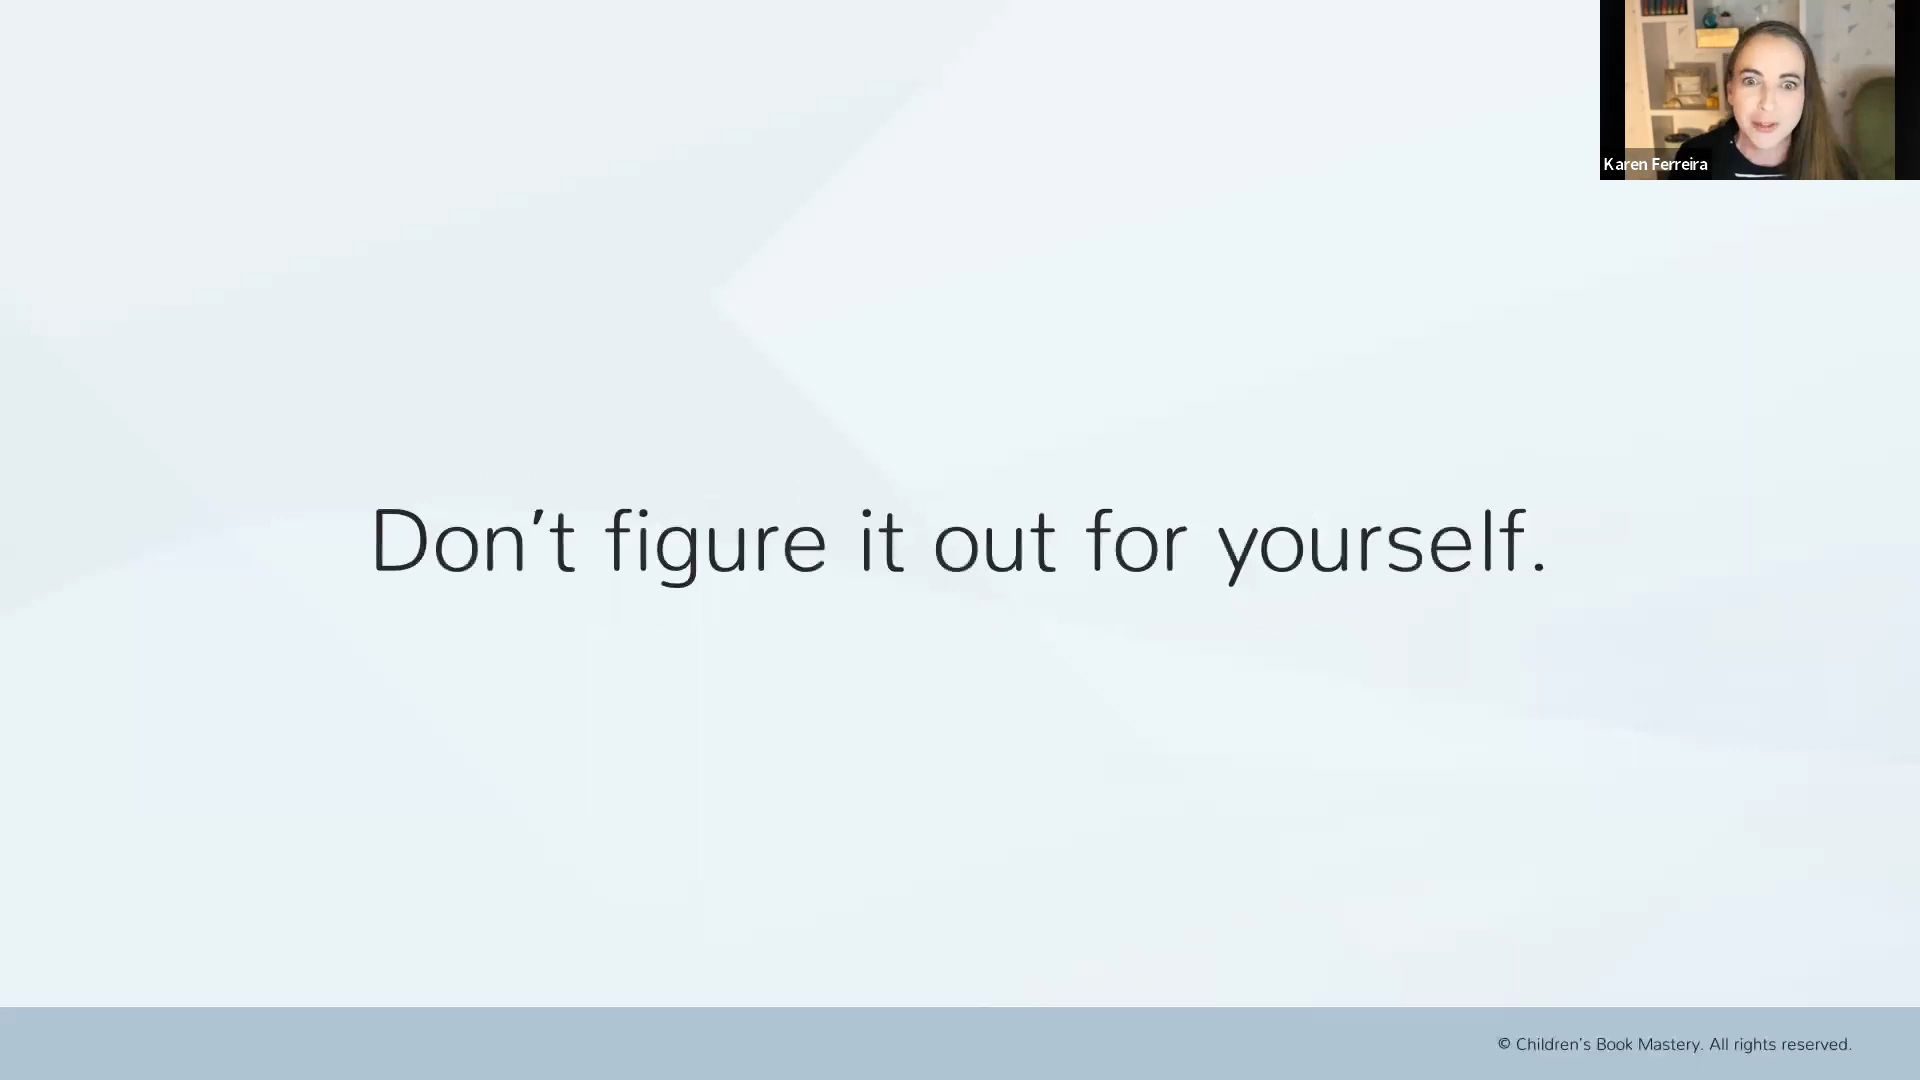 Karen Ferreira
Don't figure it out for yourself.
© Children's Book Mastery. All rights reserved.